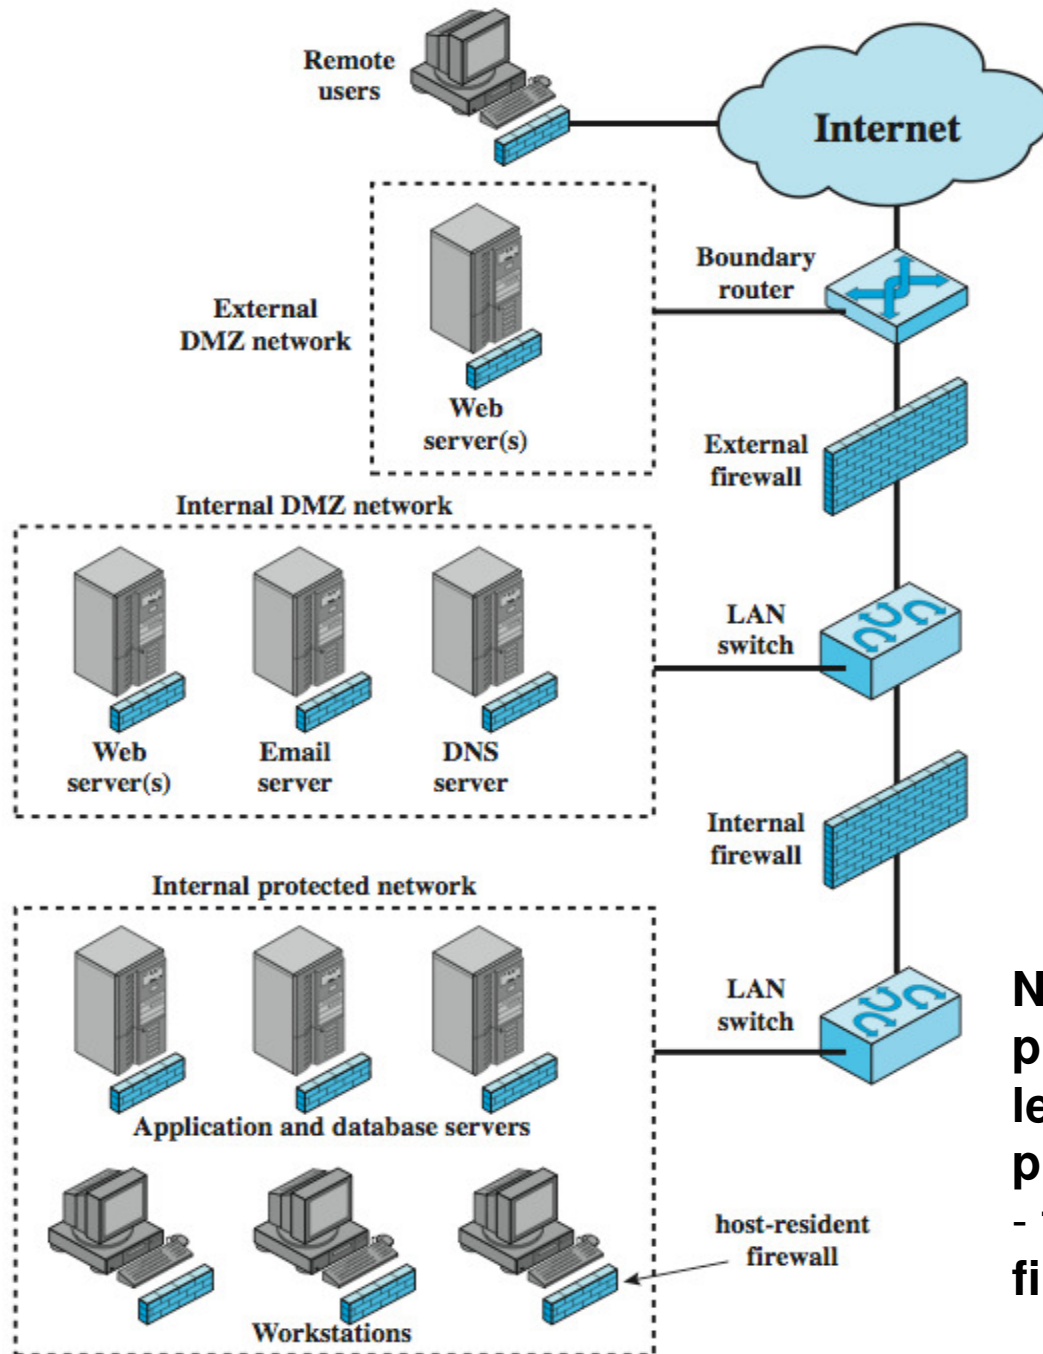 Remote
users
Internet
Boundary
router
External
DMZ network
Web
server(s)
External
firewall
Internal DMZ network
LAN
switch
Web
server(s)
Email
server
DNS
server
Internal
firewall
Internal protected network
LAN
switch
Application and database servers
host-resident
firewall
Workstations